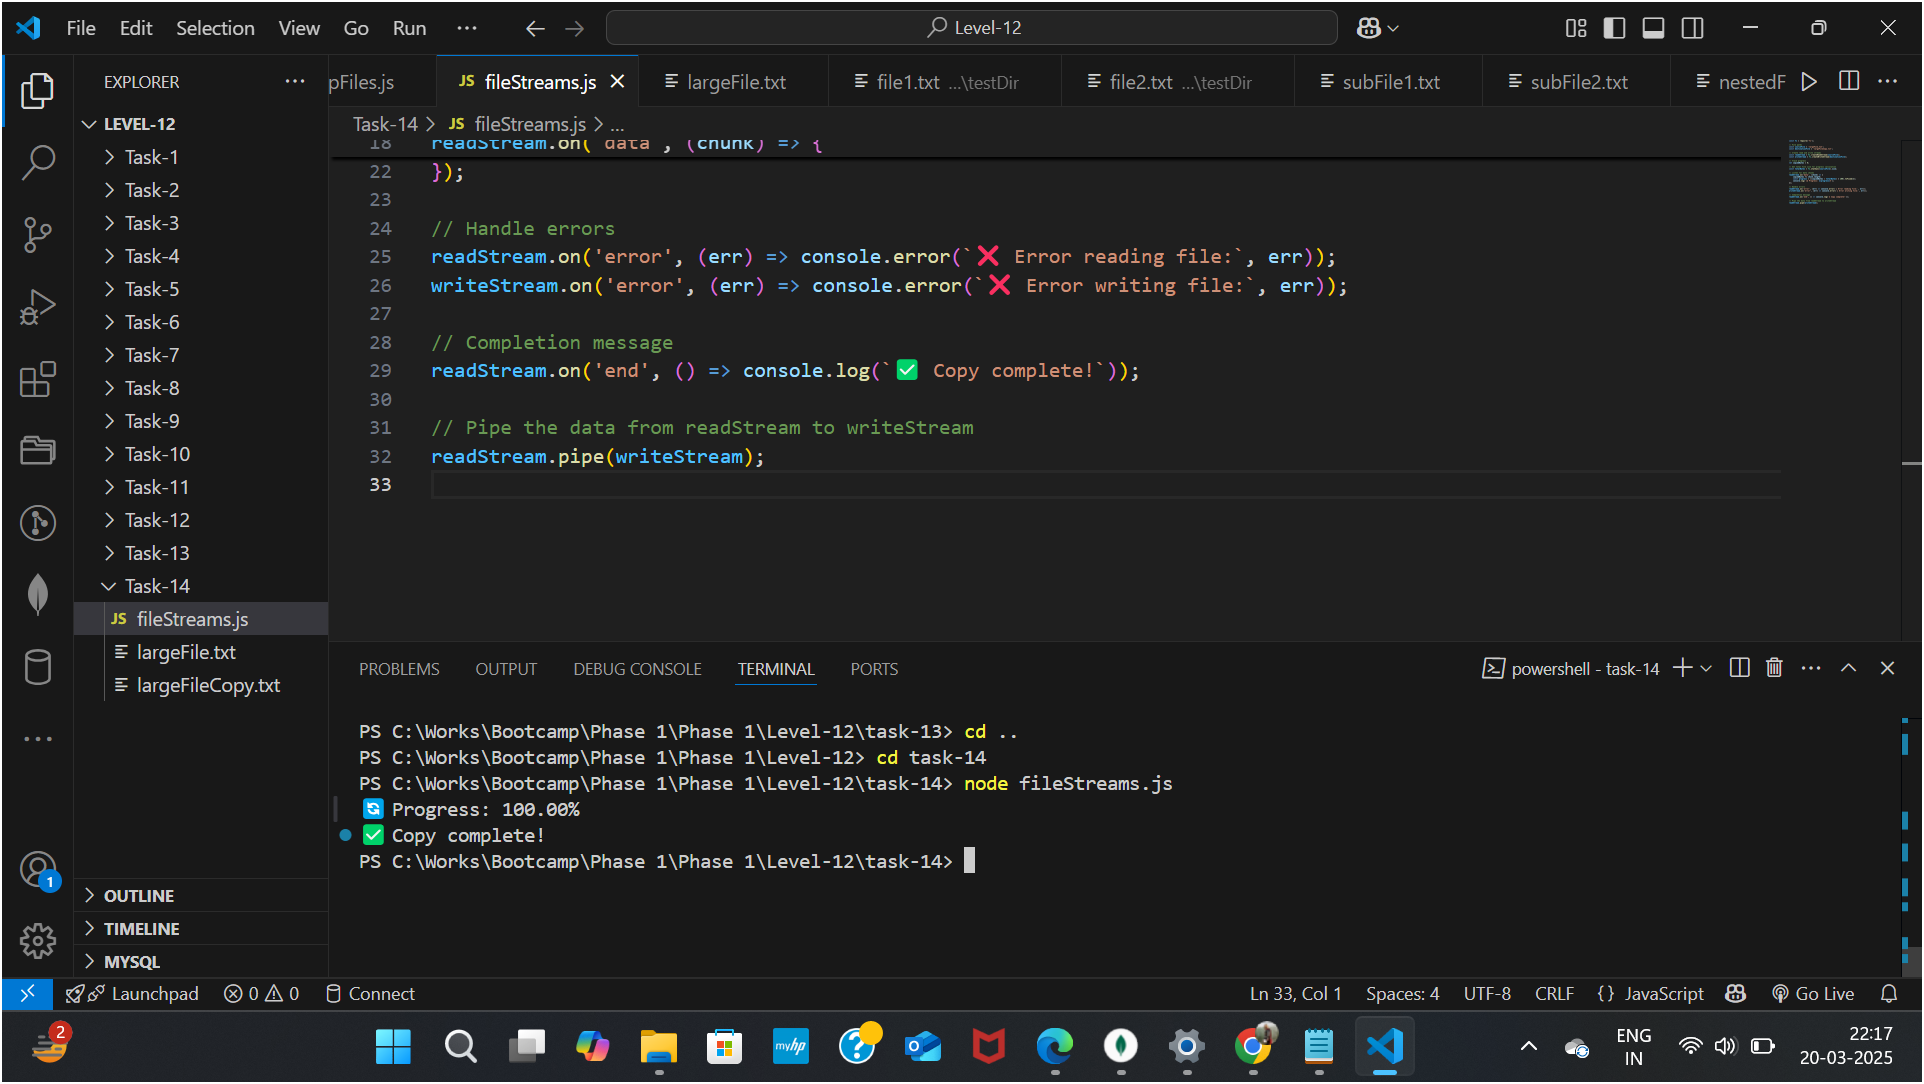 File Edit Selection View Go Run ··· Level-12
EXPLORER ···
pFiles.js JS fileStreams.js largeFile.txt file1.txt ...\testDir file2.txt ...\testDir subFile1.txt subFile2.txt nestedF ···
LEVEL-12
Task-1
Task-2
Task-3
Task-4
Task-5
Task-6
Task-7
Task-8
Task-9
Task-10
Task-11
Task-12
Task-13
Task-14
JS fileStreams.js
largeFile.txt
largeFileCopy.txt
OUTLINE
TIMELINE
MYSQL
1
Task-14 > JS fileStreams.js > ...
18 readStream.on('data', (chunk) => {
22 });
23
24 // Handle errors
25 readStream.on('error', (err) => console.error(`❌ Error reading file:`, err));
26 writeStream.on('error', (err) => console.error(`❌ Error writing file:`, err));
27
28 // Completion message
29 readStream.on('end', () => console.log(`✅ Copy complete!`));
30
31 // Pipe the data from readStream to writeStream
32 readStream.pipe(writeStream);
33
PROBLEMS OUTPUT DEBUG CONSOLE TERMINAL PORTS powershell - task-14
PS C:\Works\Bootcamp\Phase 1\Phase 1\Level-12\task-13> cd ..
PS C:\Works\Bootcamp\Phase 1\Phase 1\Level-12> cd task-14
PS C:\Works\Bootcamp\Phase 1\Phase 1\Level-12\task-14> node fileStreams.js
🔄 Progress: 100.00%
✅ Copy complete!
PS C:\Works\Bootcamp\Phase 1\Phase 1\Level-12\task-14>
Launchpad 0 0 Connect Ln 33, Col 1 Spaces: 4 UTF-8 CRLF {} JavaScript Go Live
2 myhp ENG 22:17
IN 20-03-2025